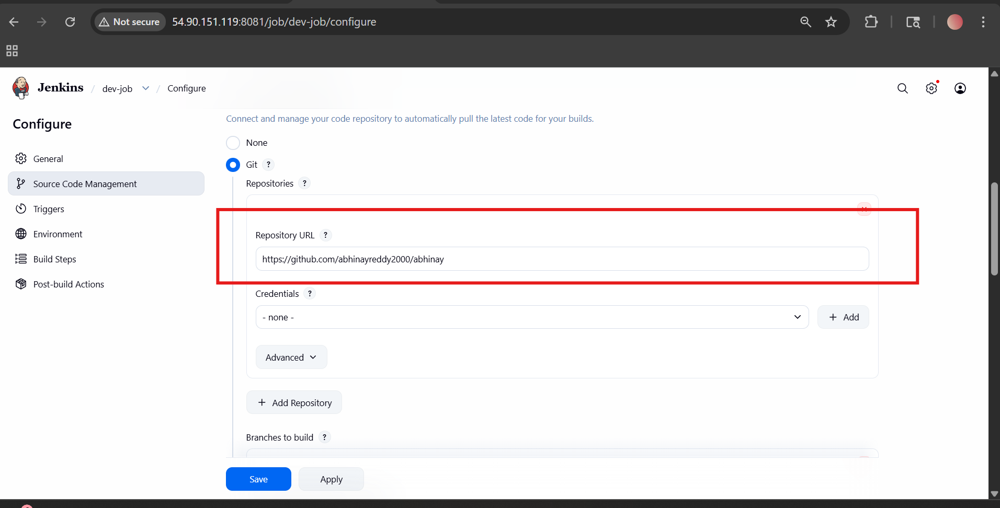 Not secure 54.90.151.119:8081/job/dev-job/configure
Jenkins / dev-job / Configure
Configure
Connect and manage your code repository to automatically pull the latest code for your builds.
General
Source Code Management
Triggers
Environment
Build Steps
Post-build Actions
None
Git ?
Repositories ?
Repository URL ?
https://github.com/abhinayreddy2000/abhinay
Credentials ?
- none -
+ Add
Advanced
+ Add Repository
Branches to build ?
Save
Apply